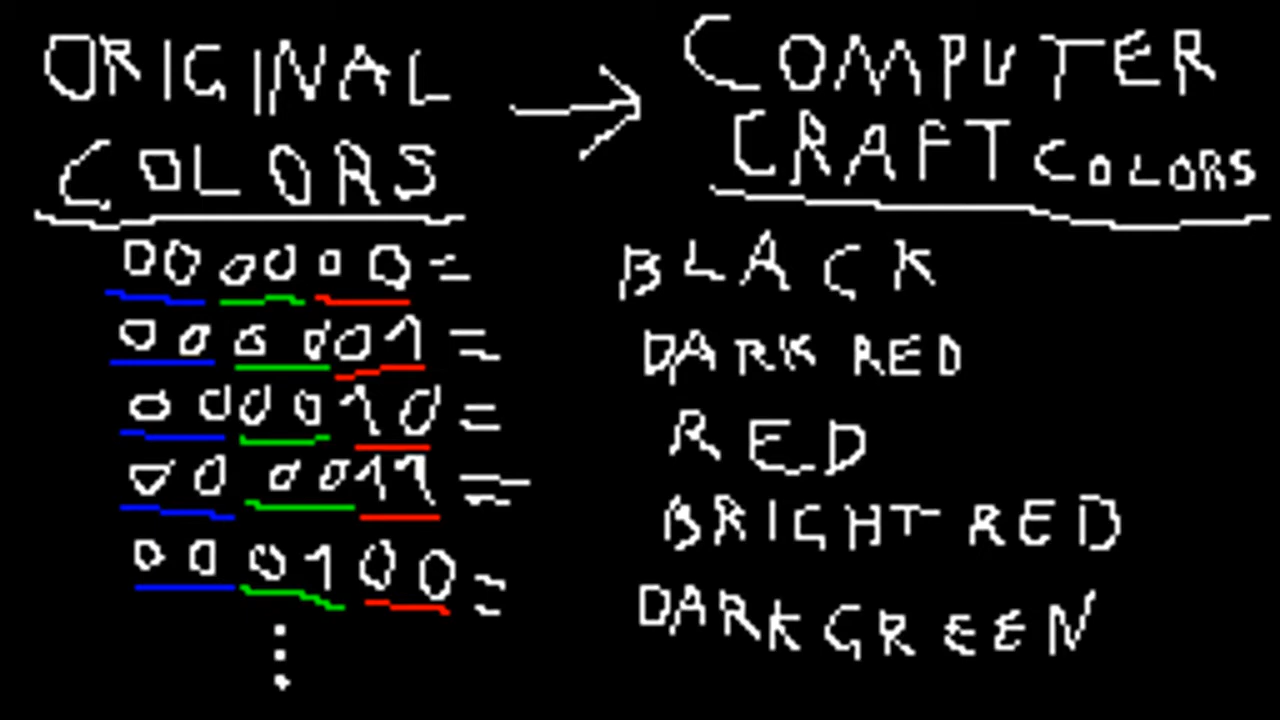 ORIGINAL COLORS → COMPUTER CRAFT COLORS
000000 = BLACK
000001 = DARK RED
000010 = RED
000011 = BRIGHT RED
000100 = DARK GREEN